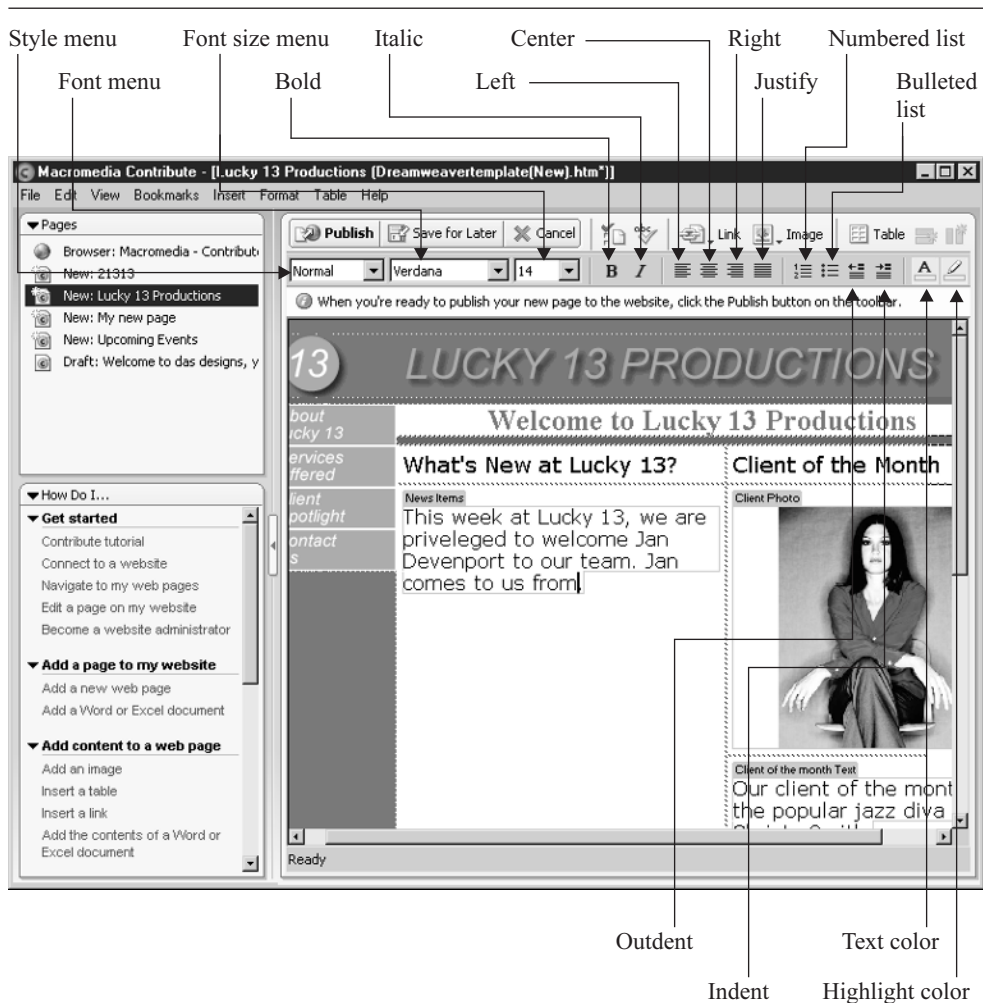 Style menu
Font size menu
Italic
Center
Right
Numbered list
Font menu
Bold
Left
Justify
Bulleted
list
Macromedia Contribute - [Lucky 13 Productions (Dreamweavertemplate(New).htm*)]
File Edit View Bookmarks Insert Format Table Help
Pages
Browser: Macromedia - Contribut
New: 21313
New: Lucky 13 Productions
New: My new page
New: Upcoming Events
Draft: Welcome to das designs, y
How Do I...
Get started
Contribute tutorial
Connect to a website
Navigate to my web pages
Edit a page on my website
Become a website administrator
Add a page to my website
Add a new web page
Add a Word or Excel document
Add content to a web page
Add an image
Insert a table
Insert a link
Add the contents of a Word or
Excel document
Publish Save for Later Cancel Link Image Table
Normal Verdana 14 B I A
When you're ready to publish your new page to the website, click the Publish button on the toolbar.
13 LUCKY 13 PRODUCTIONS
bout
cky 13
ervices
ffered
lient
potlight
ontact
s
Welcome to Lucky 13 Productions
What's New at Lucky 13?
News Items
This week at Lucky 13, we are
priveleged to welcome Jan
Devenport to our team. Jan
comes to us from
Client of the Month
Client Photo
Client of the month Text
Our client of the mont
the popular jazz diva
Ready
Outdent
Text color
Indent
Highlight color